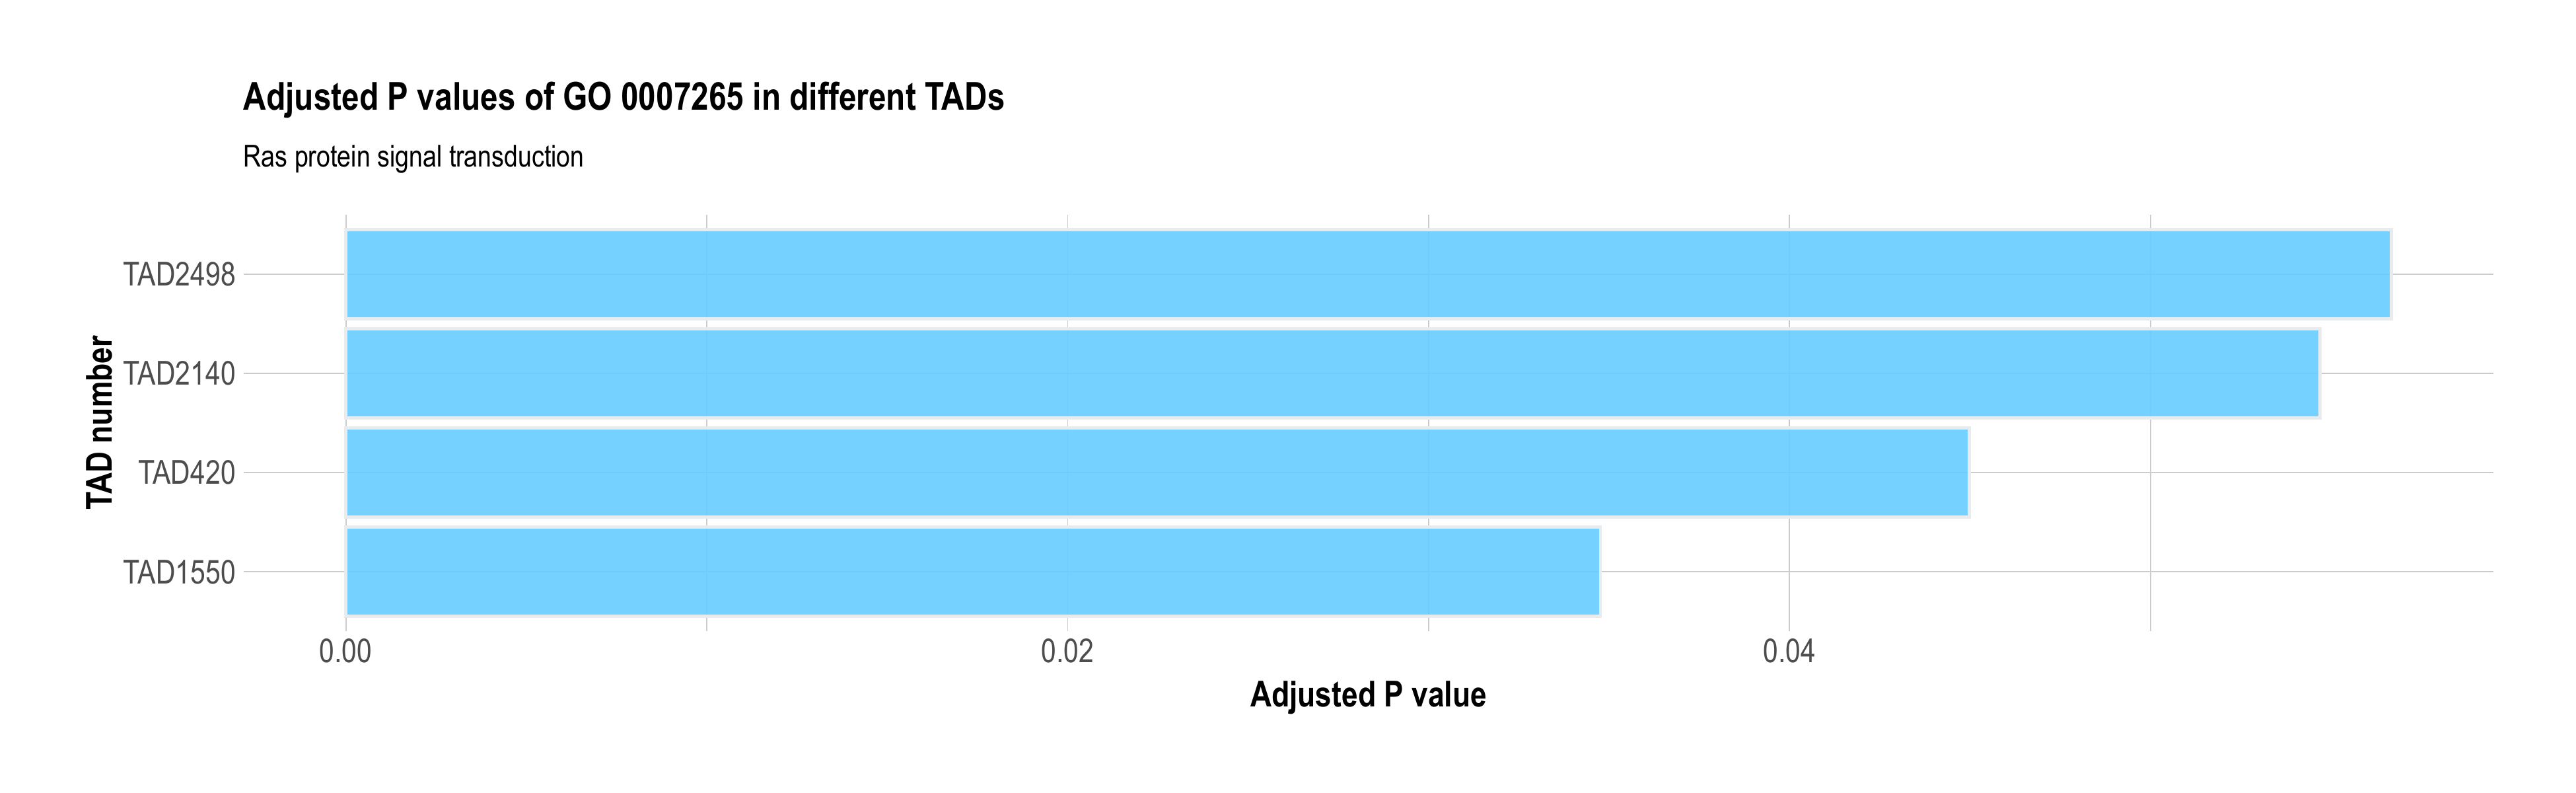 Adjusted P values of GO 0007265 in different TADs
Ras protein signal transduction
TAD number
TAD2498
TAD2140
TAD420
TAD1550
0.00 0.02 0.04
Adjusted P value